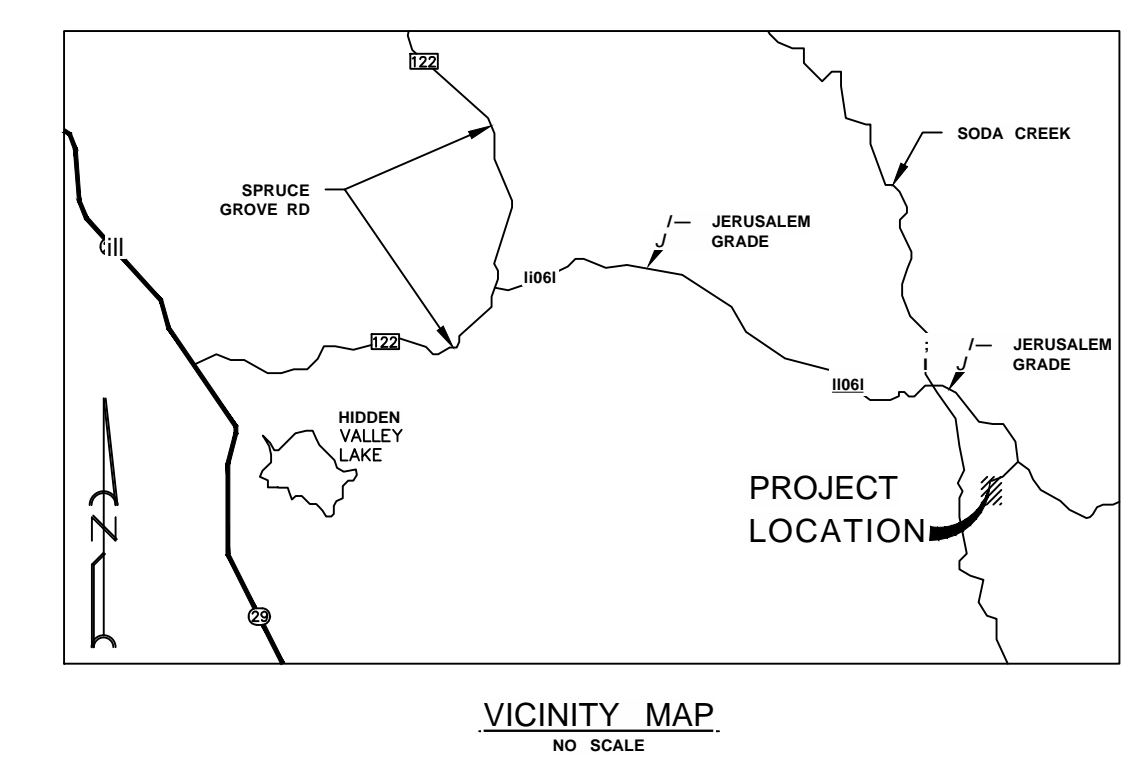 122
SODA CREEK
SPRUCE
GROVE RD
JERUSALEM
GRADE
122
JERUSALEM
GRADE
HIDDEN
VALLEY
LAKE
PROJECT
LOCATION
N
29
VICINITY MAP
NO SCALE